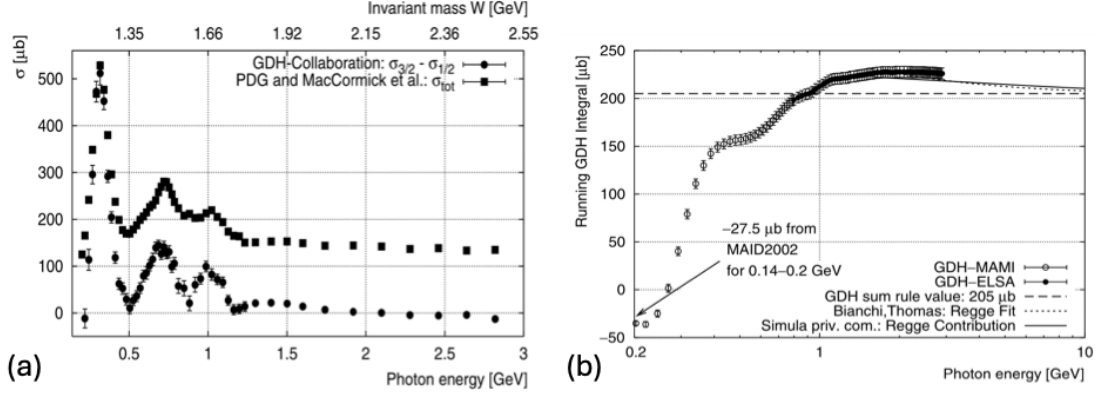 Invariant mass W [GeV]
1.35 1.66 1.92 2.15 2.36 2.55
σ [μb]
GDH-Collaboration: σ3/2 - σ1/2
PDG and MacCormick et al.: σtot
500
400
300
200
100
0
0.5 1 1.5 2 2.5 3
Photon energy [GeV]
(a)
Running GDH Integral [μb]
250
200
150
100
50
0
−50
−27.5 μb from
MAID2002
for 0.14–0.2 GeV
GDH−MAMI
GDH−ELSA
GDH sum rule value: 205 μb
Bianchi,Thomas: Regge Fit
Simula priv. com.: Regge Contribution
0.2 1 10
Photon energy [GeV]
(b)